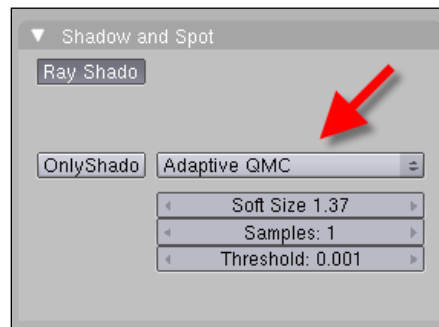 Shadow and Spot
Ray Shado
OnlyShado
Adaptive QMC
Soft Size 1.37
Samples: 1
Threshold: 0.001